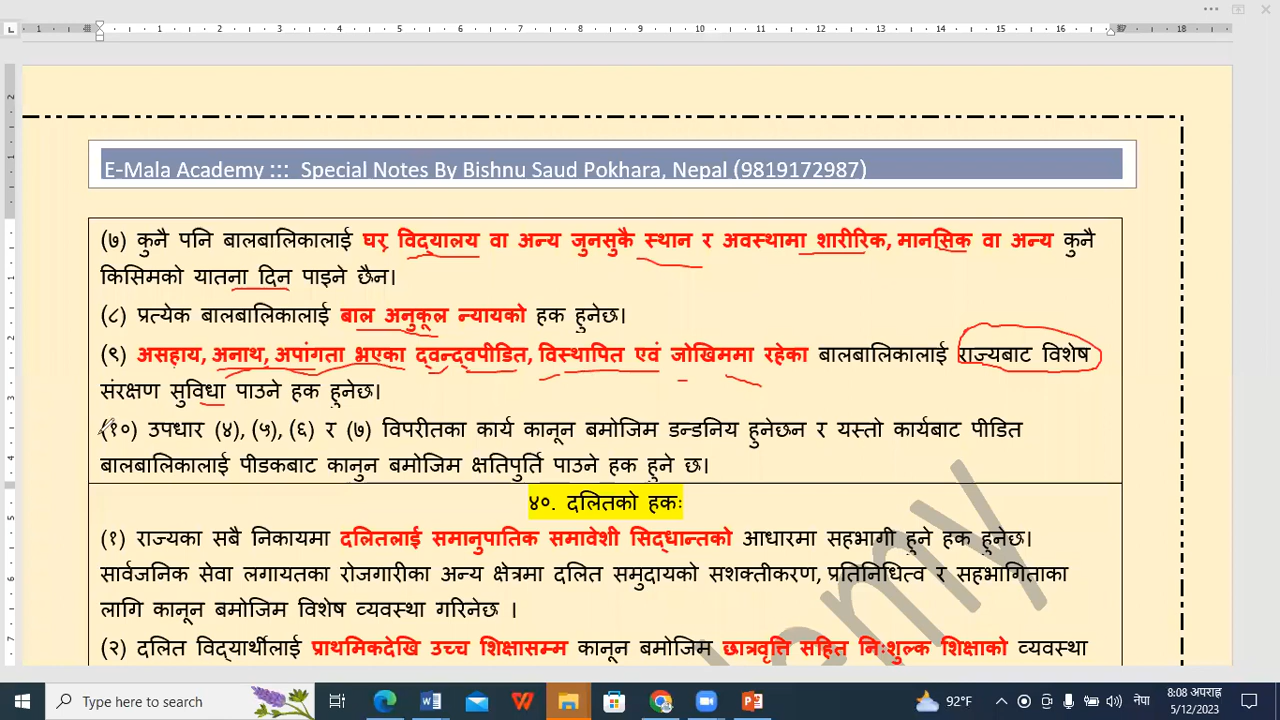 E-Mala Academy ::: Special Notes By Bishnu Saud Pokhara, Nepal (9819172987)
(७) कुनै पनि बालबालिकालाई घर, विद्यालय वा अन्य जुनसुकै स्थान र अवस्थामा शारीरिक, मानसिक वा अन्य कुनै
किसिमको यातना दिन पाइने छैन।
(८) प्रत्येक बालबालिकालाई बाल अनुकूल न्यायको हक हुनेछ।
(९) असहाय, अनाथ, अपांगता भएका द्वन्द्वपीडित, विस्थापित एवं जोखिममा रहेका बालबालिकालाई राज्यबाट विशेष
संरक्षण सुविधा पाउने हक हुनेछ।
(१०) उपधार (४), (५), (६) र (७) विपरीतका कार्य कानून बमोजिम डन्डनिय हुनेछन र यस्तो कार्यबाट पीडित
बालबालिकालाई पीडकबाट कानुन बमोजिम क्षतिपुर्ति पाउने हक हुने छ।
४०. दलितको हकः
(१) राज्यका सबै निकायमा दलितलाई समानुपातिक समावेशी सिद्धान्तको आधारमा सहभागी हुने हक हुनेछ।
सार्वजनिक सेवा लगायतका रोजगारीका अन्य क्षेत्रमा दलित समुदायको सशक्तीकरण, प्रतिनिधित्व र सहभागिताका
लागि कानून बमोजिम विशेष व्यवस्था गरिनेछ ।
(२) दलित विद्यार्थीलाई प्राथमिकदेखि उच्च शिक्षासम्म कानून बमोजिम छात्रवृत्ति सहित निःशुल्क शिक्षाको व्यवस्था
Type here to search
92°F
नेपा
8:08 अपराह्न
5/12/2023